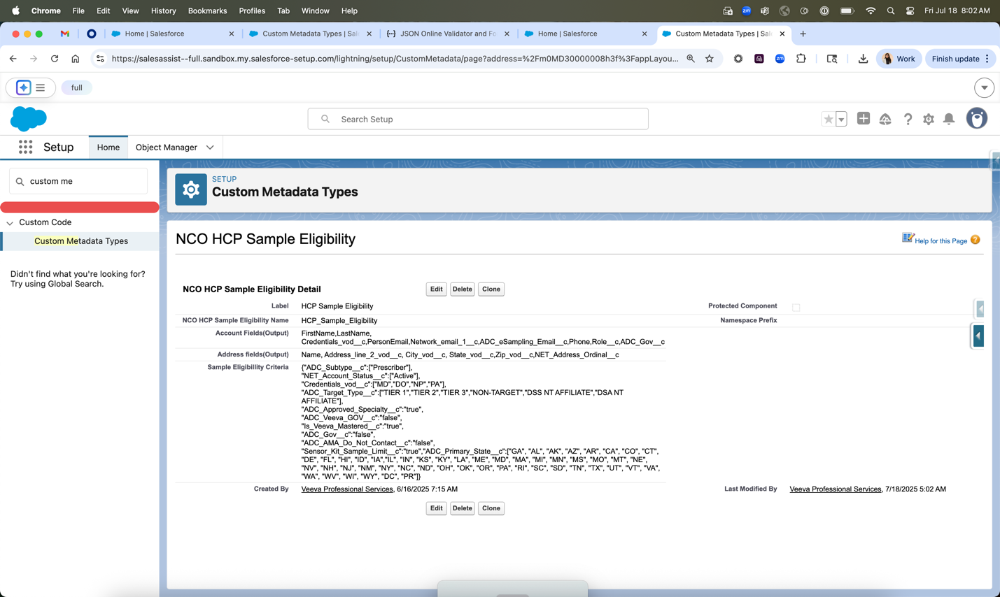 Chrome File Edit View History Bookmarks Profiles Tab Window Help
zm
Fri Jul 18 8:02 AM
Home | Salesforce
Custom Metadata Types | Sal
JSON Online Validator and Fo
Home | Salesforce
Custom Metadata Types | Sal
https://salesassist--full.sandbox.my.salesforce-setup.com/lightning/setup/CustomMetadata/page?address=%2Fm0MD30000008h3f%3FappLayou...
zm
Work
Finish update
full
Search Setup
Setup
Home
Object Manager
custom me
Custom Code
Custom Metadata Types
Didn't find what you're looking for?
Try using Global Search.
SETUP
Custom Metadata Types
NCO HCP Sample Eligibility
Help for this Page ?
NCO HCP Sample Eligibility Detail
Edit Delete Clone
Label HCP Sample Eligibility
Protected Component
NCO HCP Sample Eligibility Name HCP_Sample_Eligibility
Namespace Prefix
Account Fields(Output) FirstName,LastName,
Credentials_vod__c,PersonEmail,Network_email_1__c,ADC_eSampling_Email__c,Phone,Role__c,ADC_Gov__c
Address fields(Output) Name, Address_line_2_vod__c, City_vod__c, State_vod__c,Zip_vod__c,NET_Address_Ordinal__c
Sample Eligibillity Criteria {"ADC_Subtype__c":["Prescriber"],
"NET_Account_Status__c":["Active"],
"Credentials_vod__c":["MD","DO","NP","PA"],
"ADC_Target_Type__c":["TIER 1","TIER 2","TIER 3","NON-TARGET","DSS NT AFFILIATE","DSA NT
AFFILIATE"],
"ADC_Approved_Specialty__c":"true",
"ADC_Veeva_GOV__c":"false",
"Is_Veeva_Mastered__c":"true",
"ADC_Gov__c":"false",
"ADC_AMA_Do_Not_Contact__c":"false",
"Sensor_Kit_Sample_Limit__c":"true","ADC_Primary_State__c":["GA", "AL", "AK", "AZ", "AR", "CA", "CO", "CT",
"DE", "FL", "HI", "ID", "IA","IL", "IN", "KS", "KY", "LA", "ME", "MD", "MA", "MI", "MN", "MS", "MO", "MT", "NE",
"NV", "NH", "NJ", "NM", "NY", "NC", "ND", "OH", "OK", "OR", "PA", "RI", "SC", "SD", "TN", "TX", "UT", "VT", "VA",
"WA", "WV", "WI", "WY", "DC", "PR"]}
Created By Veeva Professional Services, 6/16/2025 7:15 AM
Last Modified By Veeva Professional Services, 7/18/2025 5:02 AM
Edit Delete Clone